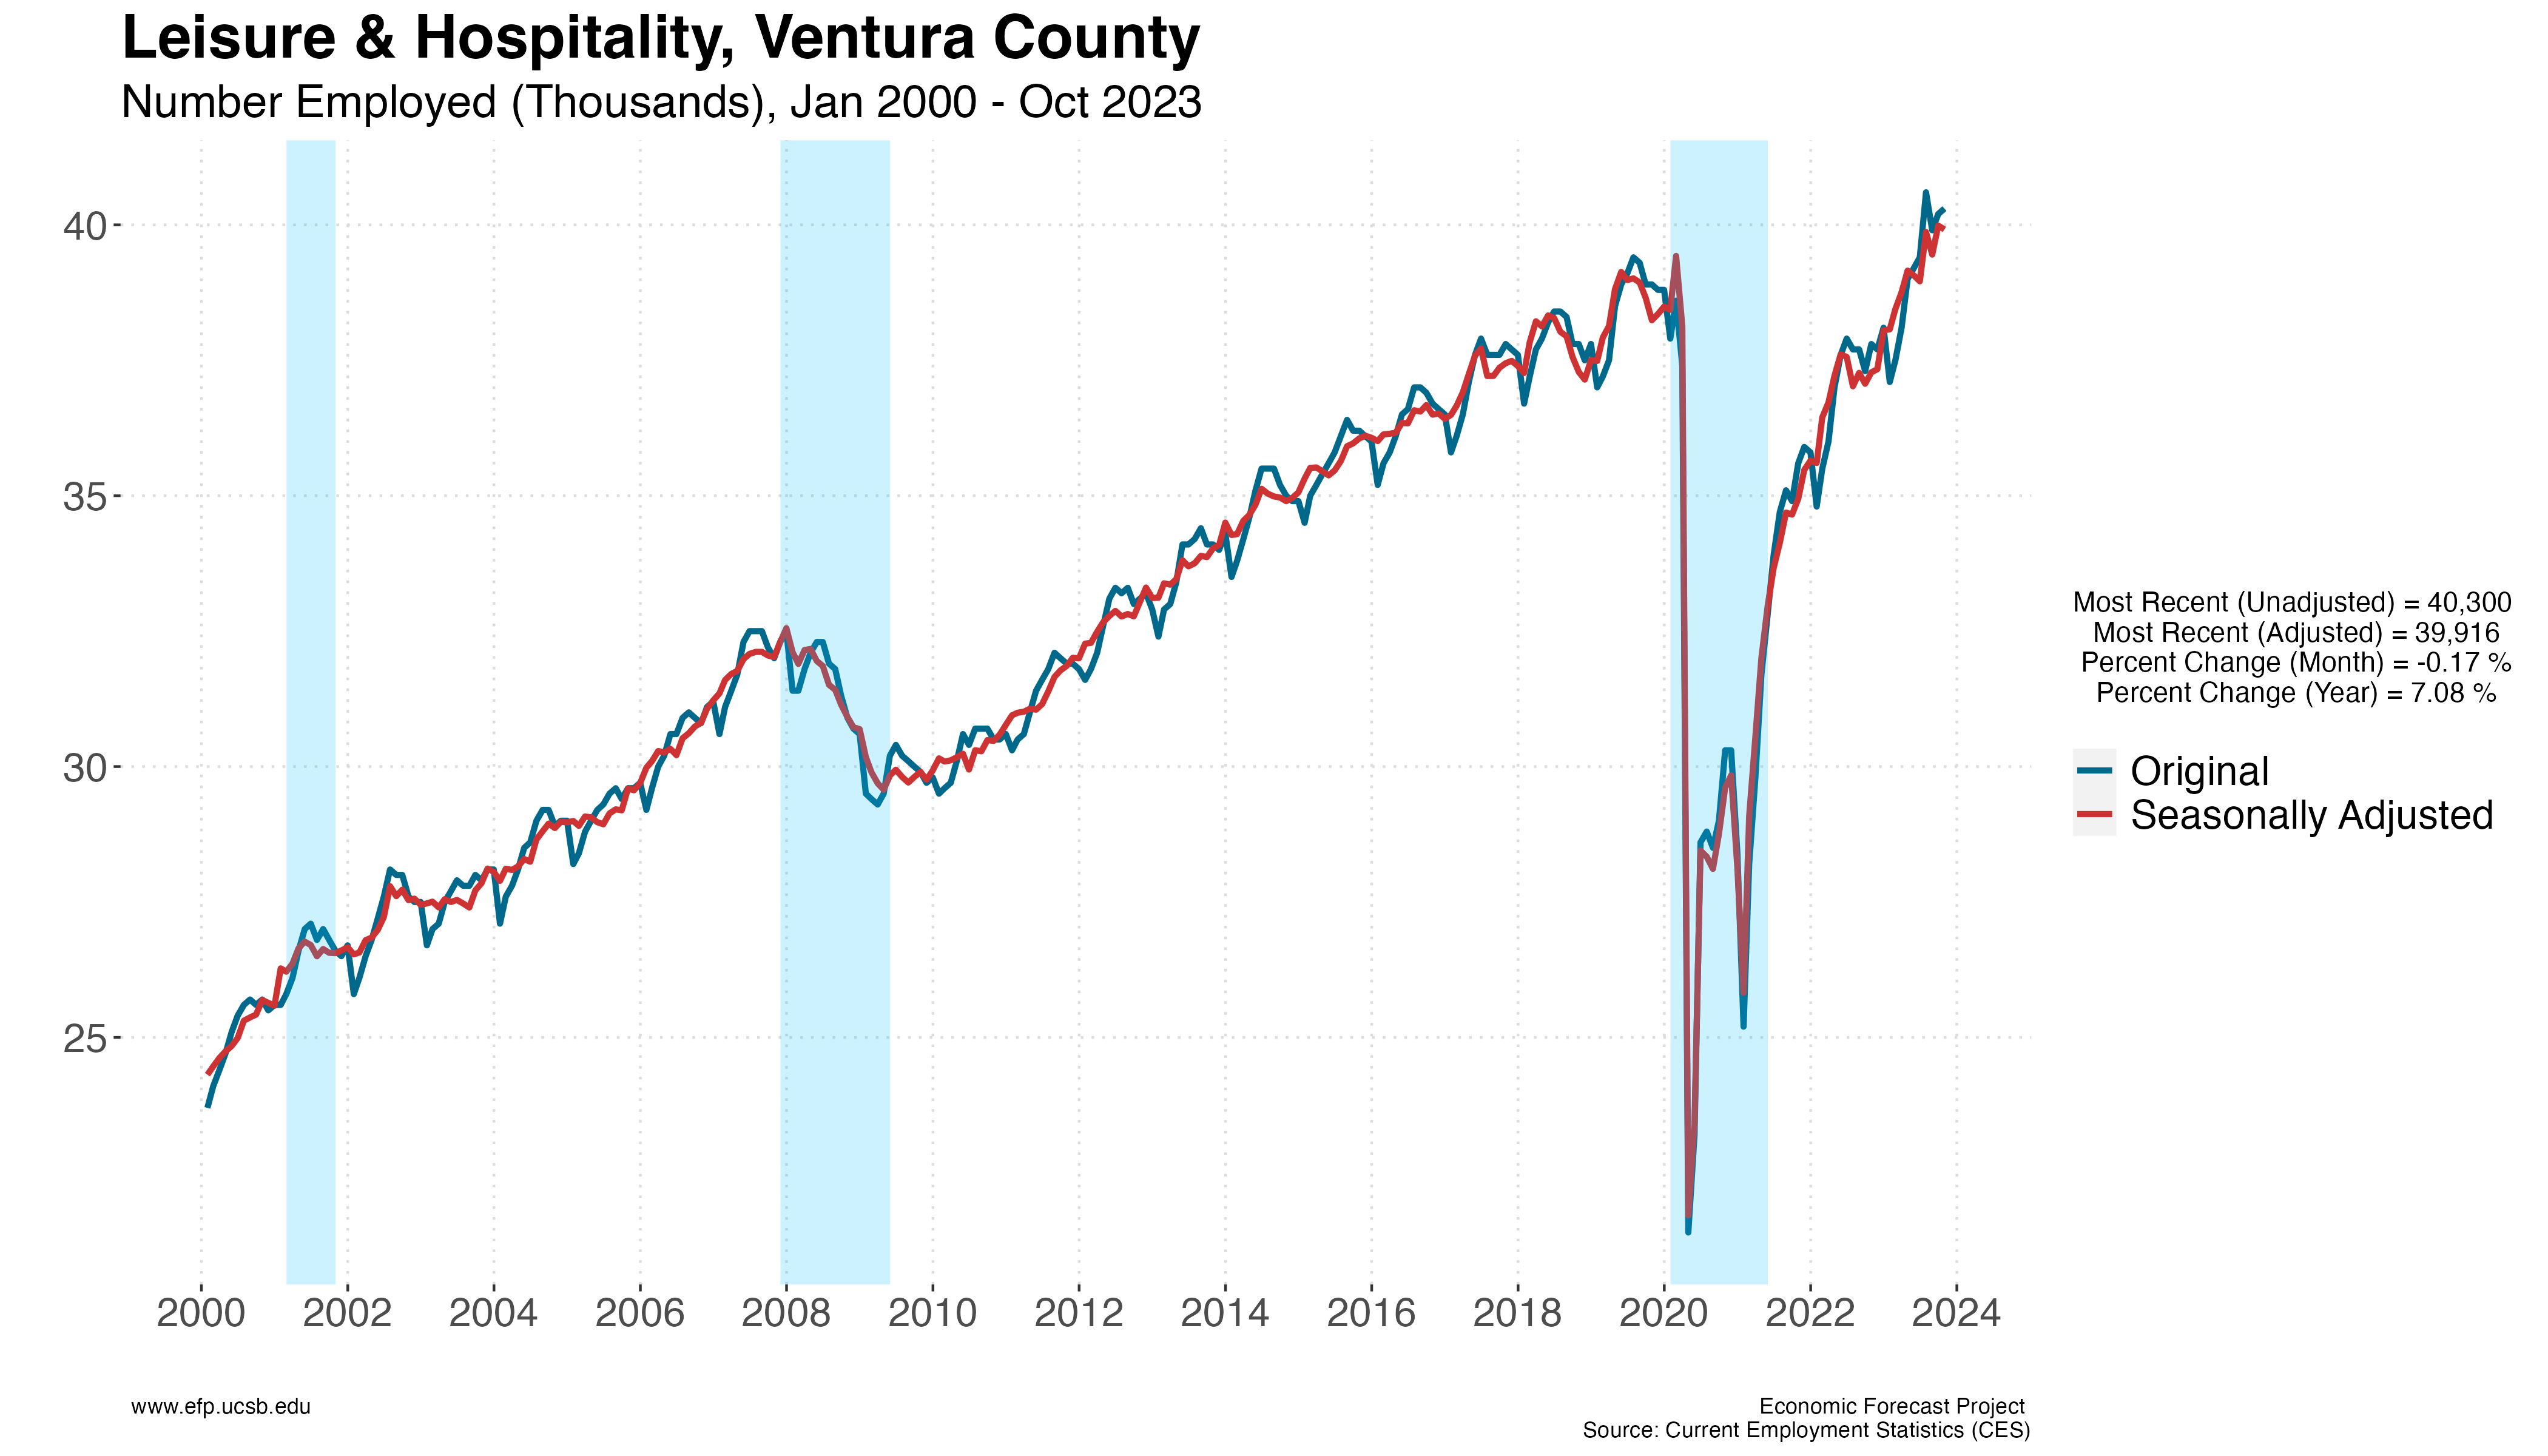 Leisure & Hospitality, Ventura County
Number Employed (Thousands), Jan 2000 - Oct 2023
40
35
30
25
2000 2002 2004 2006 2008 2010 2012 2014 2016 2018 2020 2022 2024
Most Recent (Unadjusted) = 40,300
Most Recent (Adjusted) = 39,916
Percent Change (Month) = -0.17 %
Percent Change (Year) = 7.08 %
Original
Seasonally Adjusted
www.efp.ucsb.edu
Economic Forecast Project
Source: Current Employment Statistics (CES)